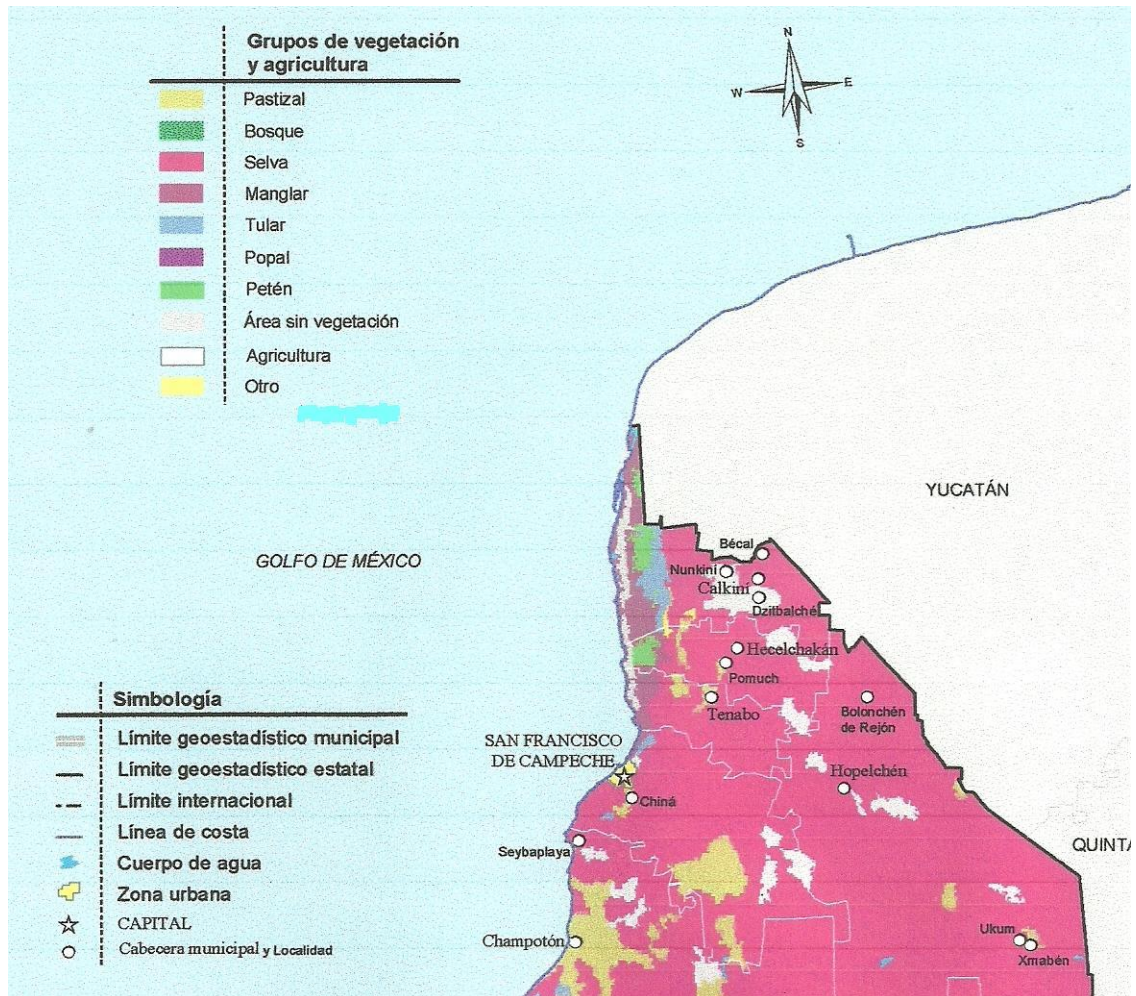 Grupos de vegetación
y agricultura
Pastizal
Bosque
Selva
Manglar
Tular
Popal
Petén
Área sin vegetación
Agricultura
Otro
N
W
E
S
YUCATÁN
GOLFO DE MÉXICO
Bécal
Nunkiní
Calkiní
Dzitbalché
Hecelchakán
Pomuch
Tenabo
Bolonchén
de Rejón
SAN FRANCISCO
DE CAMPECHE
Hopelchén
Chiná
Seybaplaya
QUINTA
Champotón
Ukum
Xmabén
Simbología
Límite geoestadístico municipal
Límite geoestadístico estatal
Límite internacional
Línea de costa
Cuerpo de agua
Zona urbana
CAPITAL
Cabecera municipal y Localidad